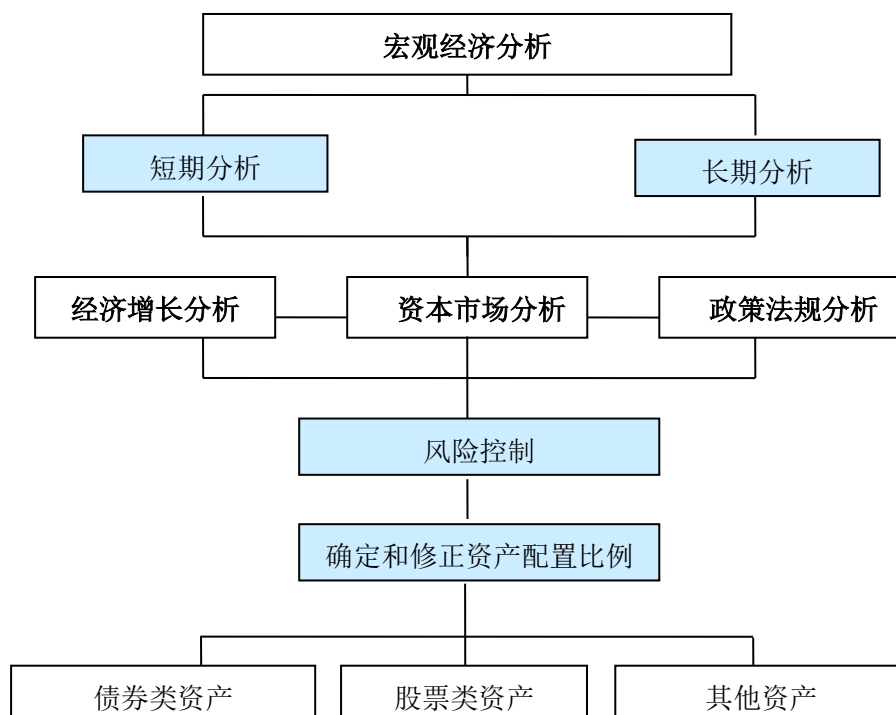 宏观经济分析
短期分析
长期分析
经济增长分析
资本市场分析
政策法规分析
风险控制
确定和修正资产配置比例
债券类资产
股票类资产
其他资产